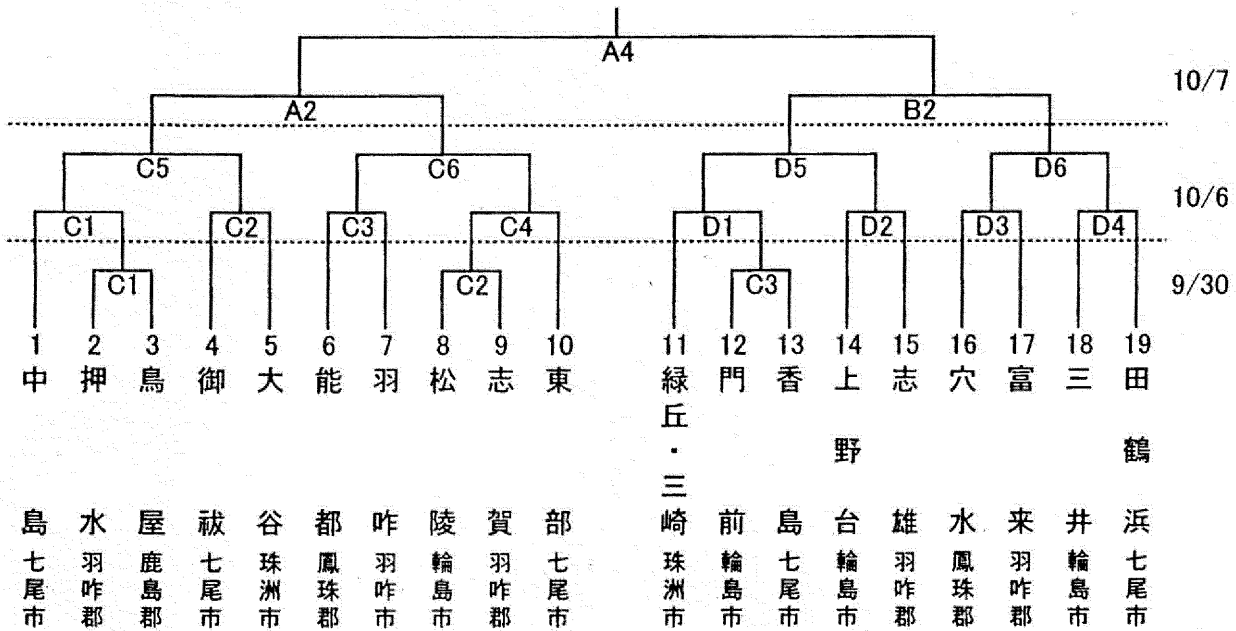 A4
10/7
A2 B2
C5 C6 D5 D6
10/6
C1 C2 C3 C4 D1 D2 D3 D4
C1 C2 C3
9/30
1 2 3 4 5 6 7 8 9 10 11 12 13 14 15 16 17 18 19
中島 七尾市
押水 羽咋郡
鳥屋 鹿島郡
御祓 七尾市
大谷 珠洲市
能都 鳳珠郡
羽咋 羽咋市
松陵 輪島市
志賀 羽咋郡
東部 七尾市
緑丘・三崎 珠洲市
門前 輪島市
香島 七尾市
上野台 輪島市
志雄 羽咋郡
穴水 鳳珠郡
富来 羽咋郡
三井 輪島市
田鶴浜 七尾市